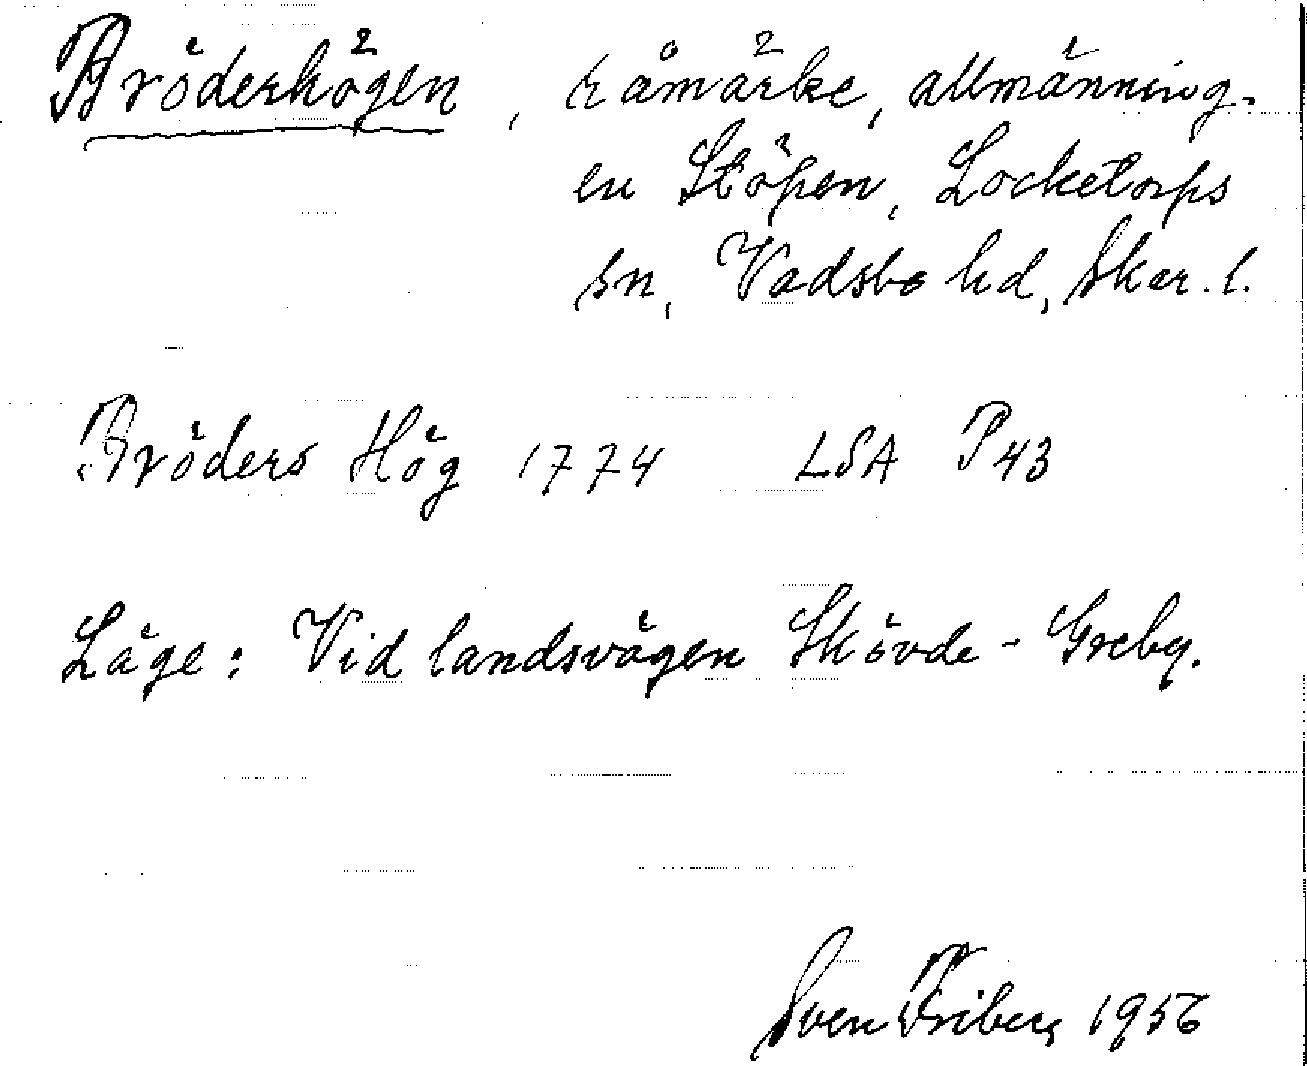 Bröderhögen, råmärke, allmänning-
en Stöpen, Locketorps
sn, Vadsbo hd, Skar. l.
Bröders Hög 1774 LSA P43
Läge: Vid landsvägen Skövde - Greby.
Sven Friberg 1956